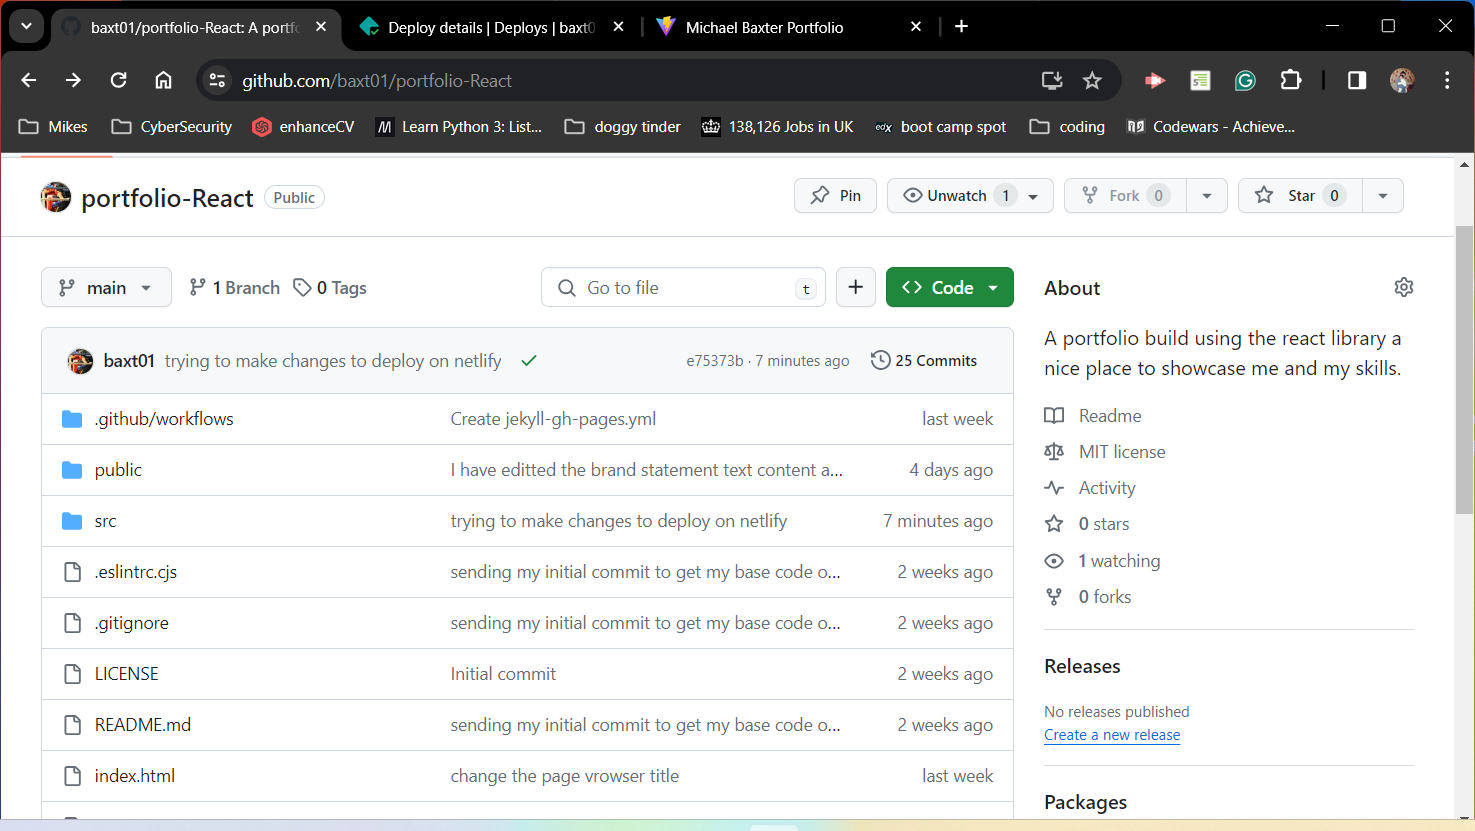 baxt01/portfolio-React: A portfo
Deploy details | Deploys | baxt0
Michael Baxter Portfolio
github.com/baxt01/portfolio-React
Mikes
CyberSecurity
enhanceCV
M Learn Python 3: List...
doggy tinder
138,126 Jobs in UK
edx boot camp spot
coding
Codewars - Achieve...
portfolio-React Public
Pin
Unwatch 1
Fork 0
Star 0
main
1 Branch
0 Tags
Go to file t
Code
baxt01 trying to make changes to deploy on netlify e75373b · 7 minutes ago 25 Commits
.github/workflows Create jekyll-gh-pages.yml last week
public I have editted the brand statement text content a... 4 days ago
src trying to make changes to deploy on netlify 7 minutes ago
.eslintrc.cjs sending my initial commit to get my base code o... 2 weeks ago
.gitignore sending my initial commit to get my base code o... 2 weeks ago
LICENSE Initial commit 2 weeks ago
README.md sending my initial commit to get my base code o... 2 weeks ago
index.html change the page vrowser title last week
About
A portfolio build using the react library a
nice place to showcase me and my skills.
Readme
MIT license
Activity
0 stars
1 watching
0 forks
Releases
No releases published
Create a new release
Packages